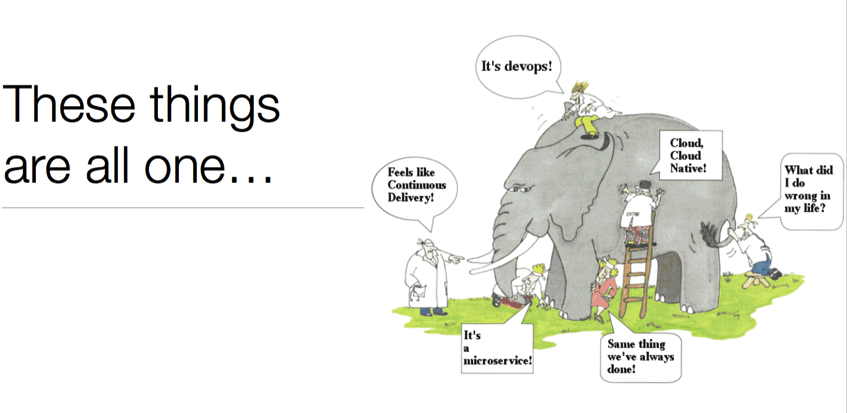 These things
are all one…
It's devops!
Cloud,
Cloud
Native!
Feels like
Continuous
Delivery!
What did
I do
wrong in
my life?
It's
a
microservice!
Same thing
we've always
done!